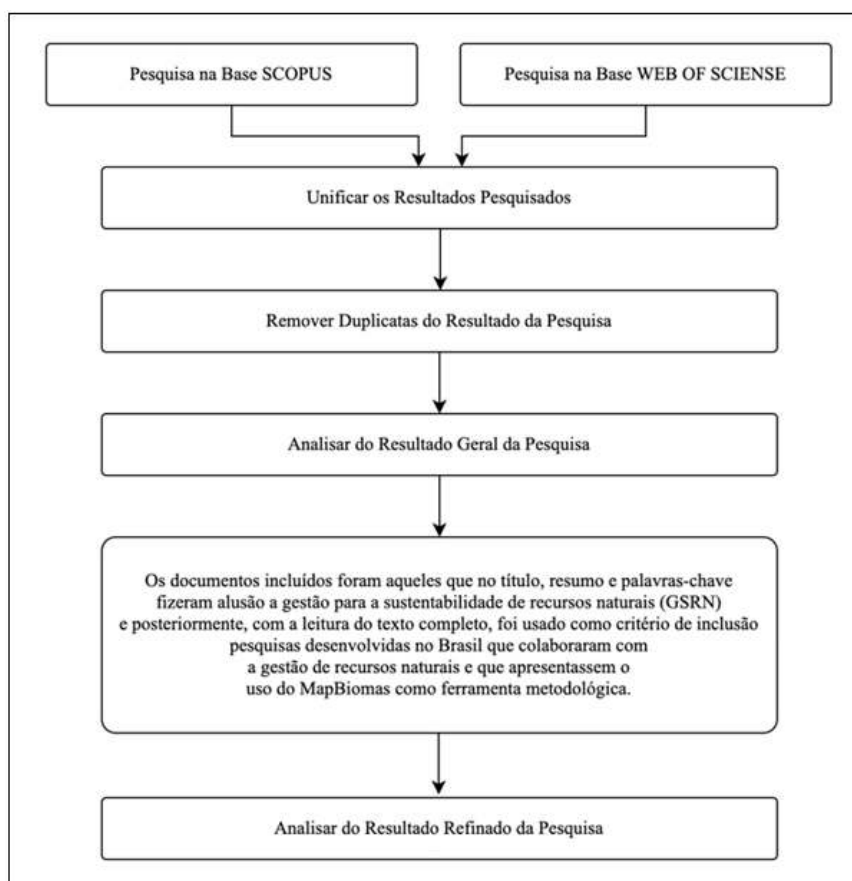 Pesquisa na Base SCOPUS
Pesquisa na Base WEB OF SCIENSE
Unificar os Resultados Pesquisados
Remover Duplicatas do Resultado da Pesquisa
Analisar do Resultado Geral da Pesquisa
Os documentos incluídos foram aqueles que no título, resumo e palavras-chave
fizeram alusão a gestão para a sustentabilidade de recursos naturais (GSRN)
e posteriormente, com a leitura do texto completo, foi usado como critério de inclusão
pesquisas desenvolvidas no Brasil que colaboraram com
a gestão de recursos naturais e que apresentassem o
uso do MapBiomas como ferramenta metodológica.
Analisar do Resultado Refinado da Pesquisa